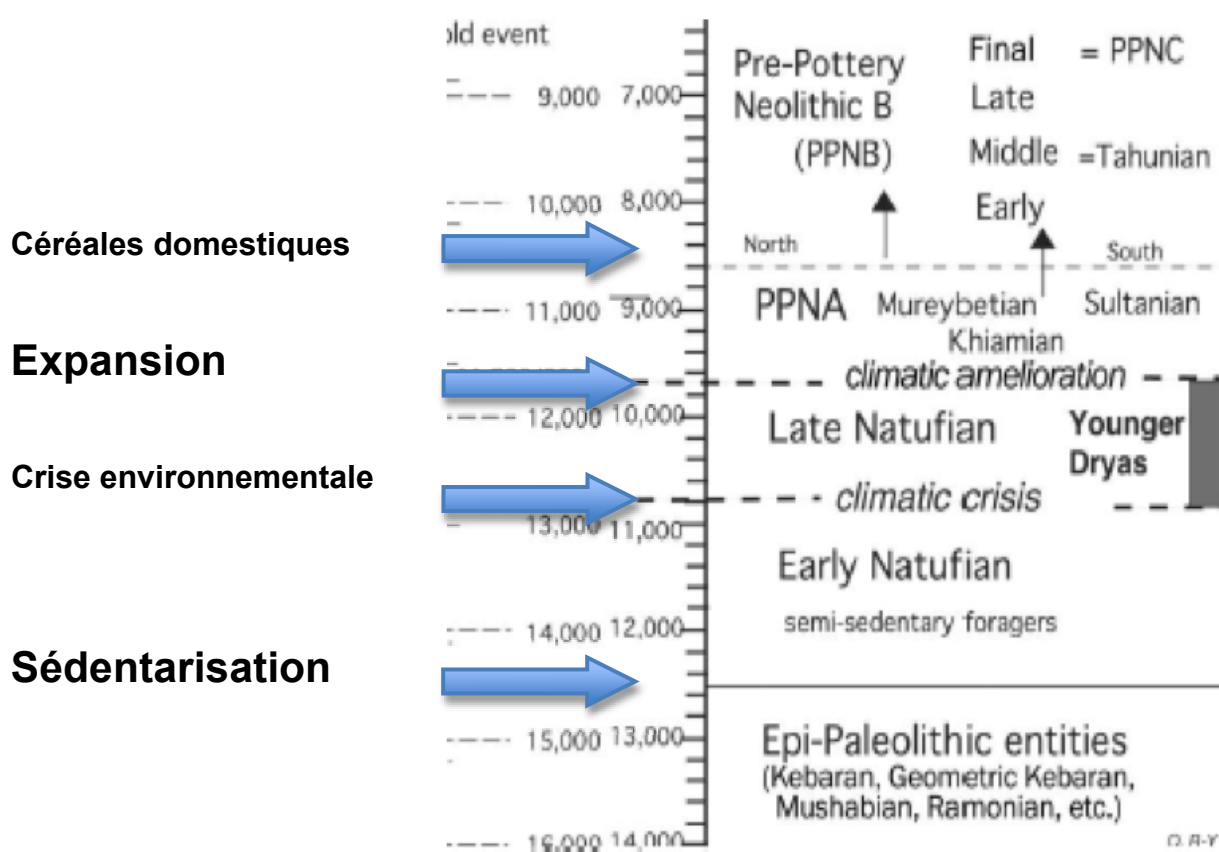 old event
Final = PPNC
Pre-Pottery
9,000 7,000
Neolithic B
Late
(PPNB)
Middle =Tahunian
10,000 8,000
Early
Céréales domestiques
North
South
11,000 9,000
PPNA
Mureybetian
Sultanian
Khiamian
Expansion
climatic amelioration
12,000 10,000
Late Natufian
Younger
Dryas
Crise environnementale
climatic crisis
13,000 11,000
Early Natufian
14,000 12,000
semi-sedentary foragers
Sédentarisation
15,000 13,000
Epi-Paleolithic entities
(Kebaran, Geometric Kebaran,
Mushabian, Ramonian, etc.)
16,000 14,000